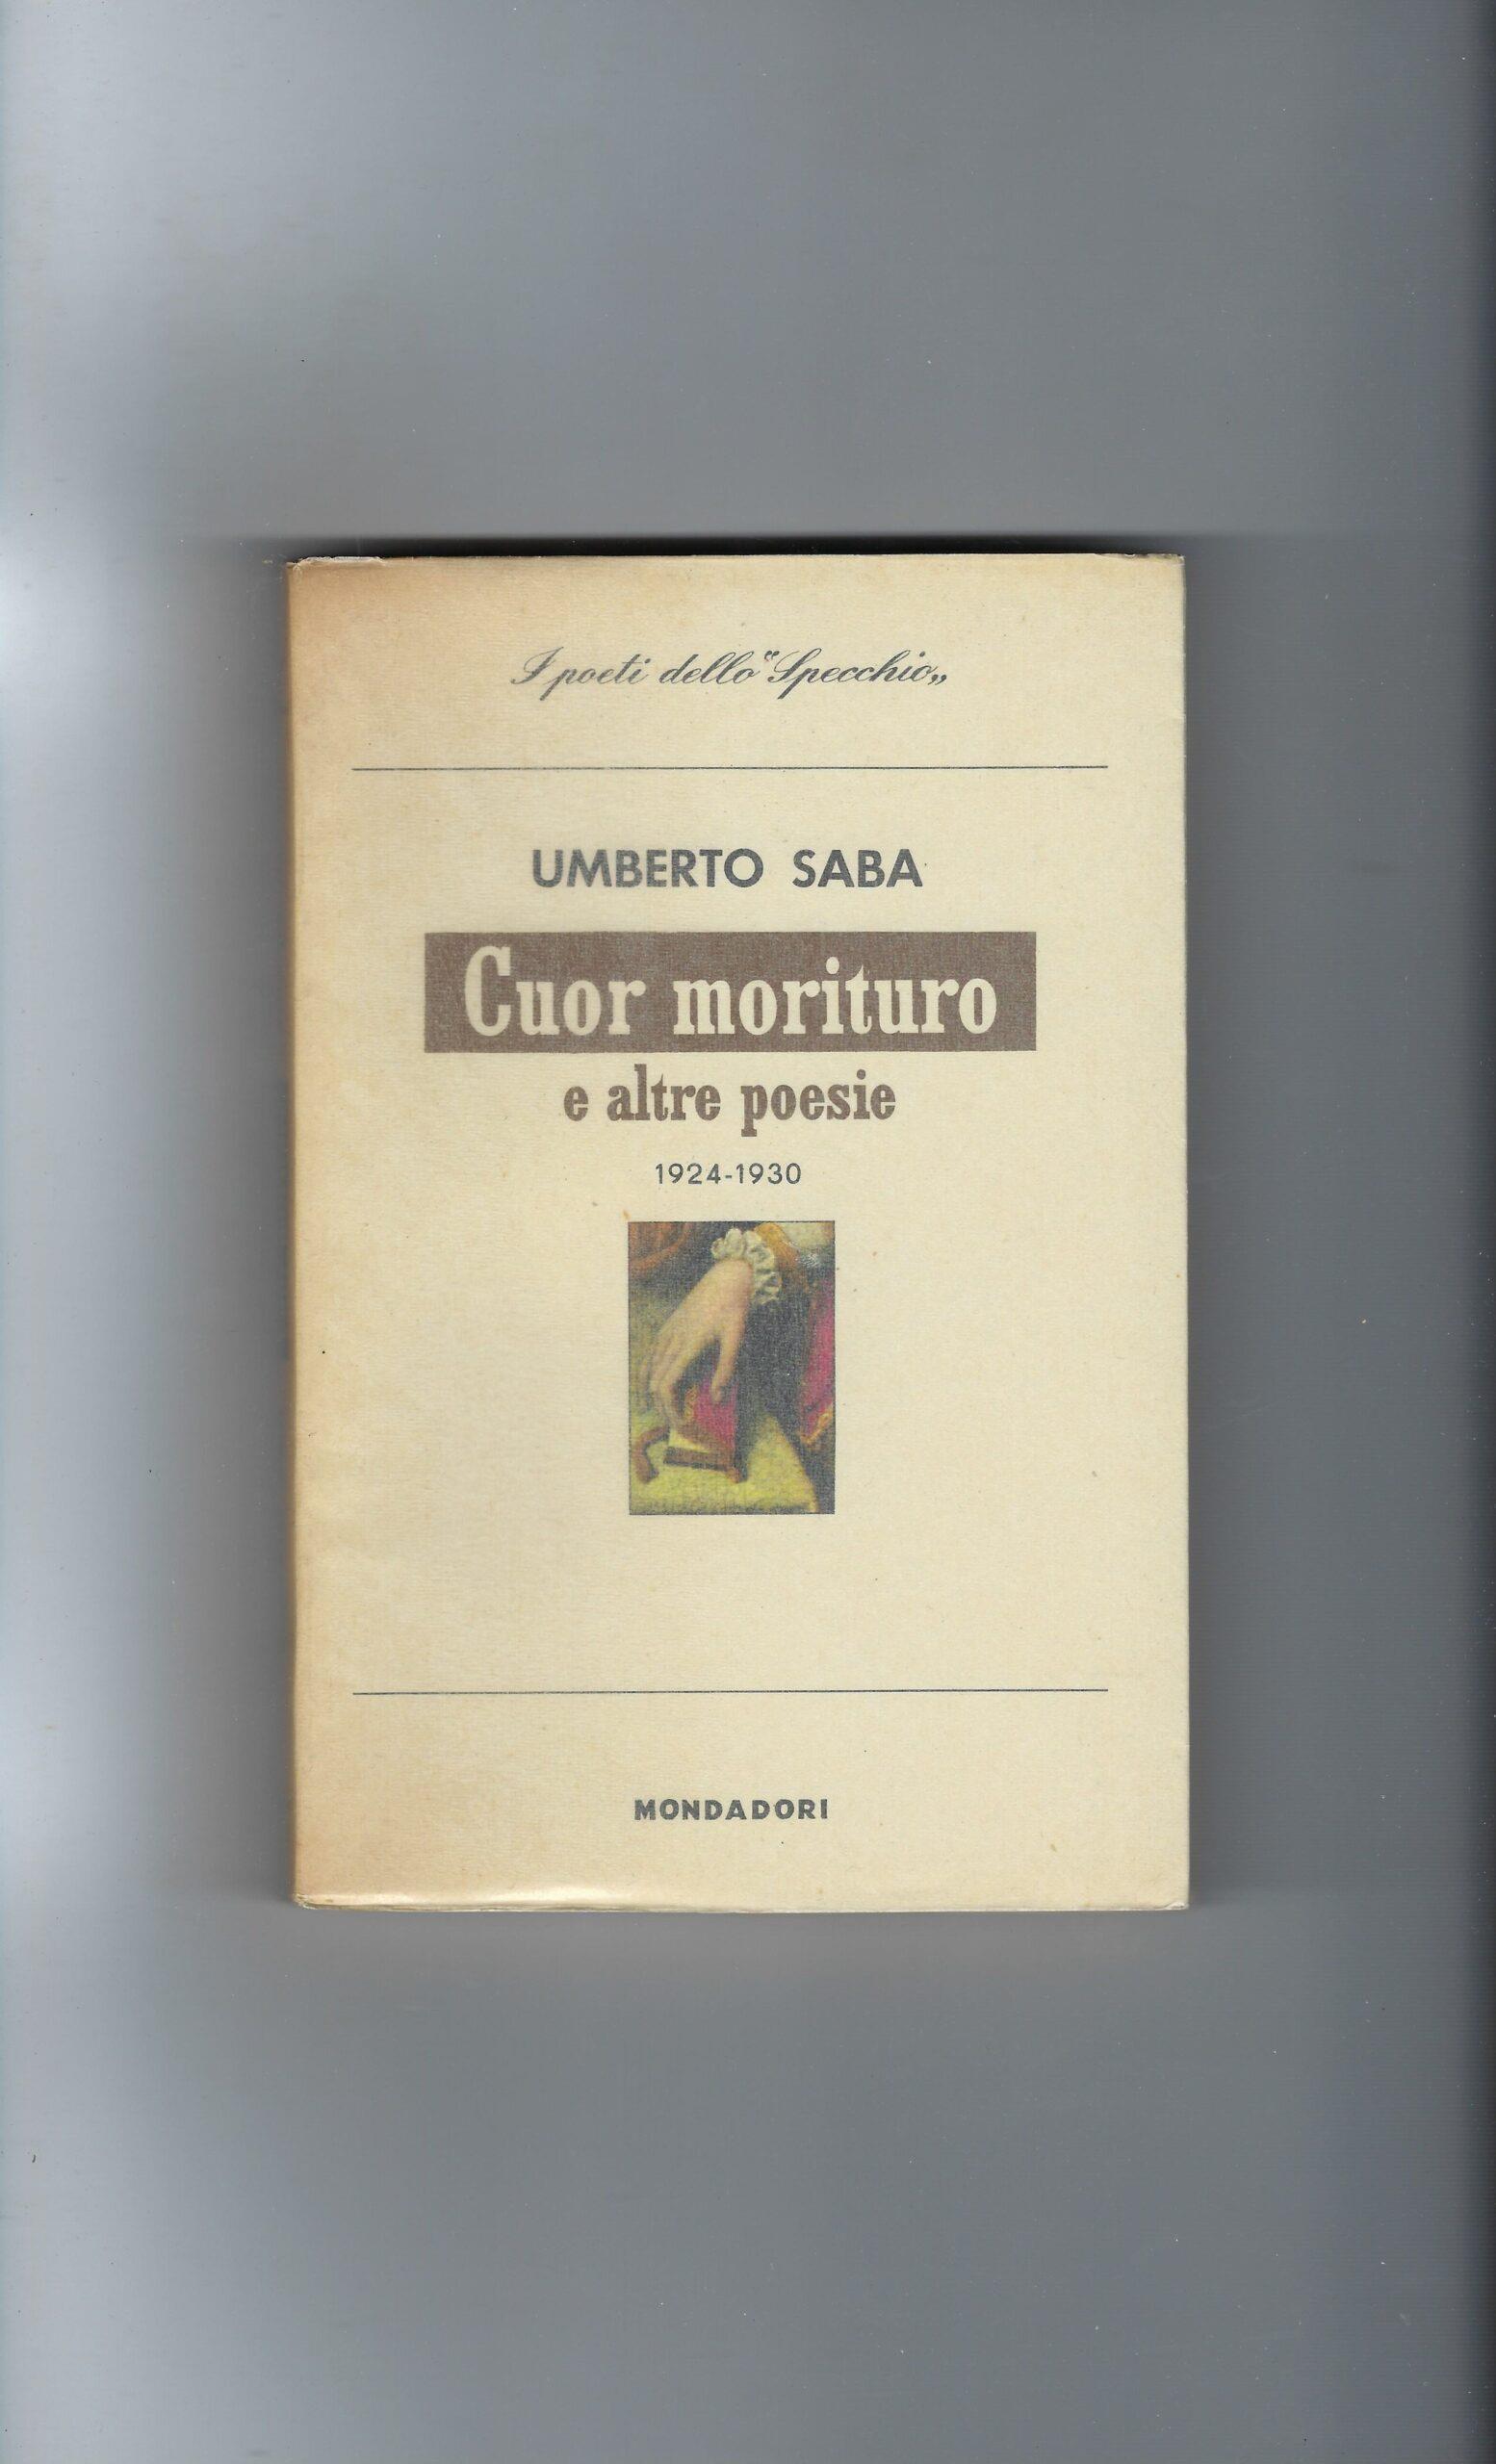 I poeti dello "Specchio„
UMBERTO SABA
Cuor morituro
e altre poesie
1924-1930
MONDADORI